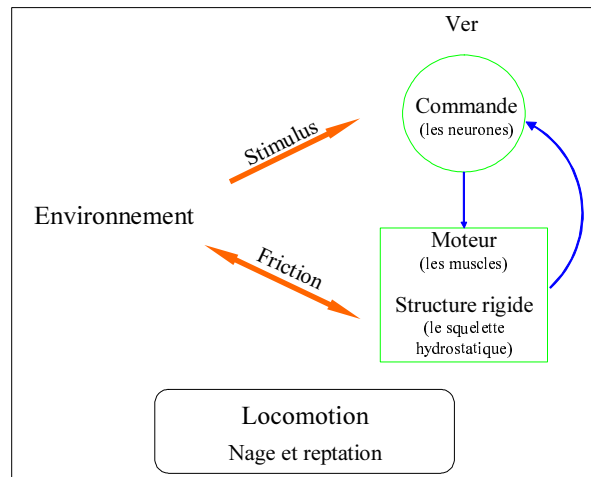 Ver
Commande
(les neurones)
Stimulus
Environnement
Friction
Moteur
(les muscles)
Structure rigide
(le squelette
hydrostatique)
Locomotion
Nage et reptation